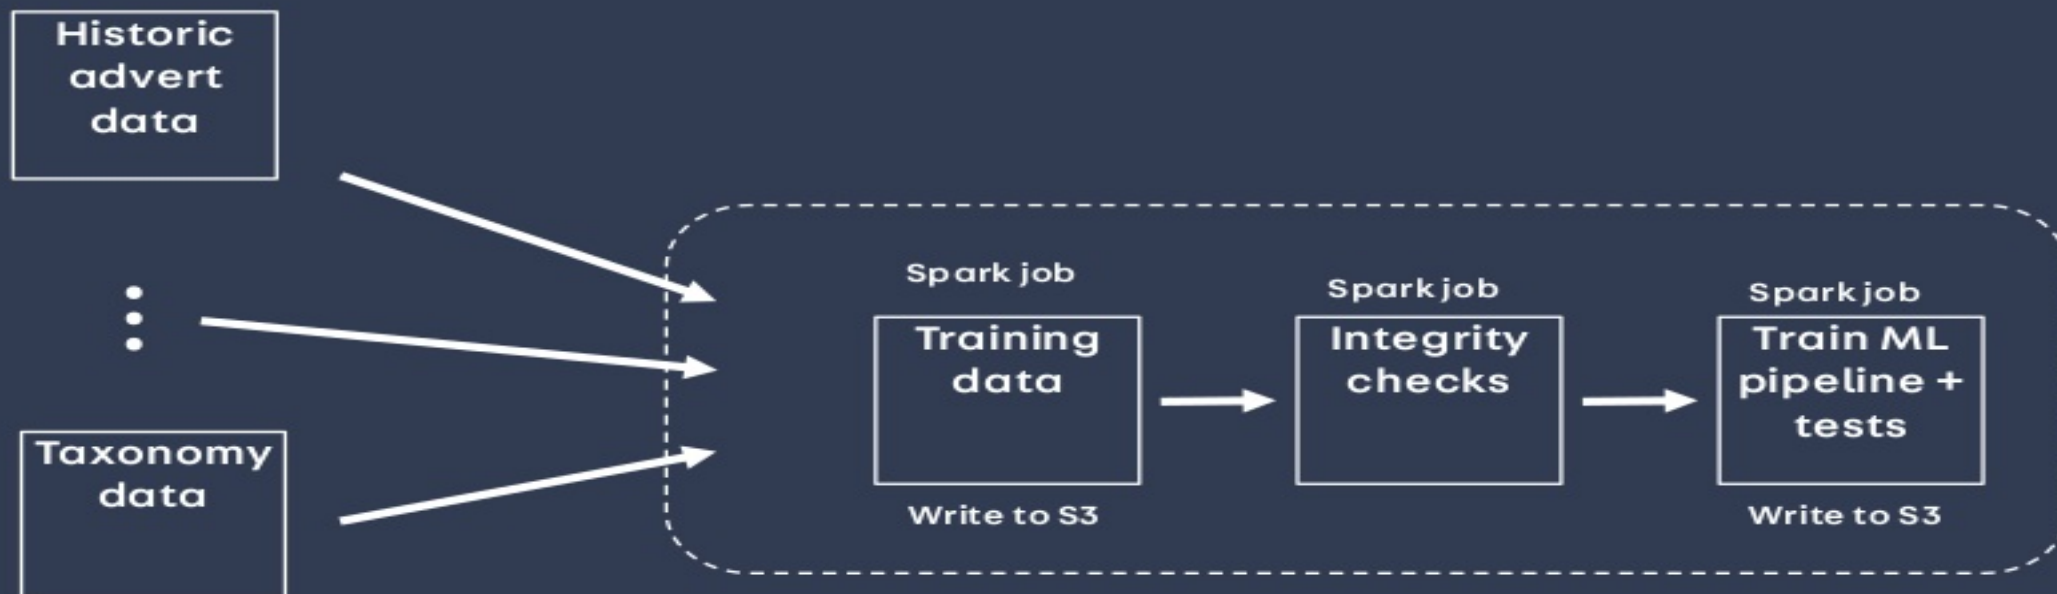 Historic
advert
data
Taxonomy
data
Spark job
Training
data
Write to S3
Spark job
Integrity
checks
Spark job
Train ML
pipeline +
tests
Write to S3